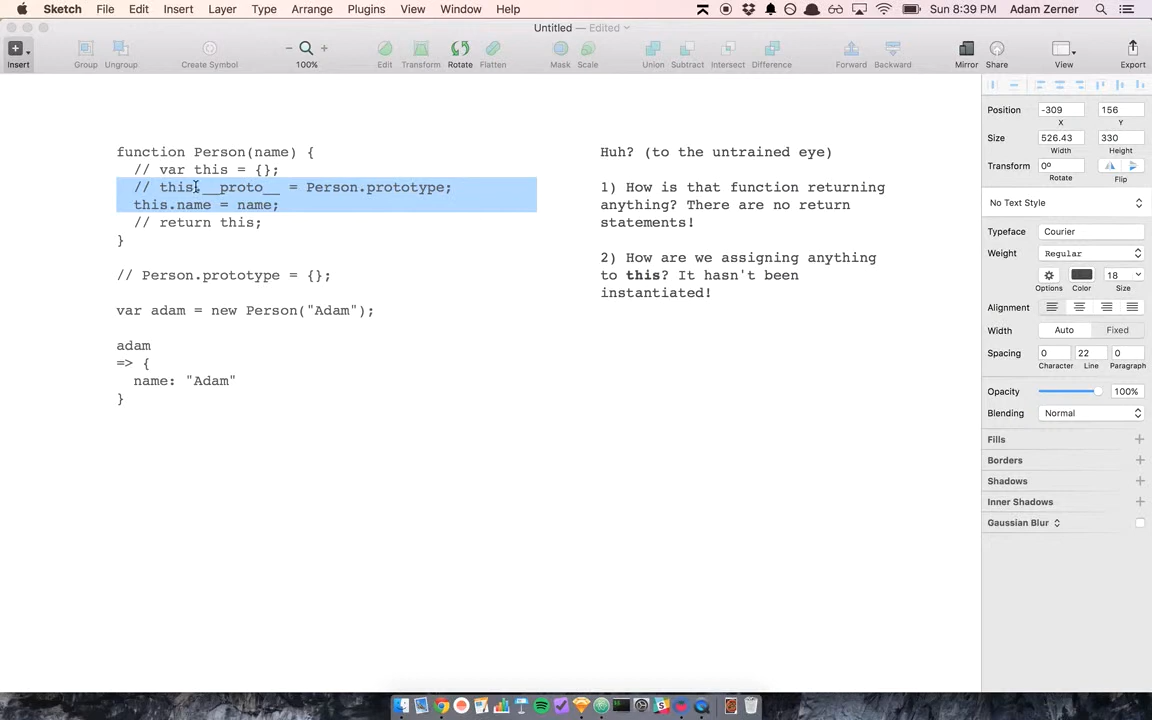 Sketch File Edit Insert Layer Type Arrange Plugins View Window Help Sun 8:39 PM Adam Zerner
Untitled — Edited
Insert Group Ungroup Create Symbol 100% Edit Transform Rotate Flatten Mask Scale Union Subtract Intersect Difference Forward Backward Mirror Share View Export
function Person(name) {
// var this = {};
// this.__proto__ = Person.prototype;
this.name = name;
// return this;
}
// Person.prototype = {};
var adam = new Person("Adam");
adam
=> {
name: "Adam"
}
Huh? (to the untrained eye)
1) How is that function returning
anything? There are no return
statements!
2) How are we assigning anything
to this? It hasn't been
instantiated!
Position -309 156
X Y
Size 526.43 330
Width Height
Transform 0º
Rotate Flip
No Text Style
Typeface Courier
Weight Regular
18
Options Color Size
Alignment
Width Auto Fixed
Spacing 0 22 0
Character Line Paragraph
Opacity 100%
Blending Normal
Fills
Borders
Shadows
Inner Shadows
Gaussian Blur